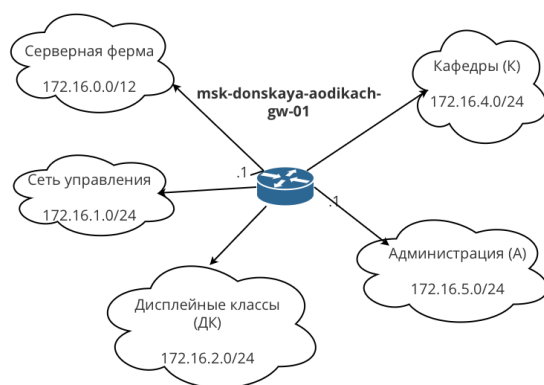 Серверная ферма
172.16.0.0/12
msk-donskaya-aodikach-
gw-01
Кафедры (К)
172.16.4.0/24
.1
Сеть управления
172.16.1.0/24
.1
Администрация (А)
172.16.5.0/24
Дисплейные классы
(ДК)
172.16.2.0/24